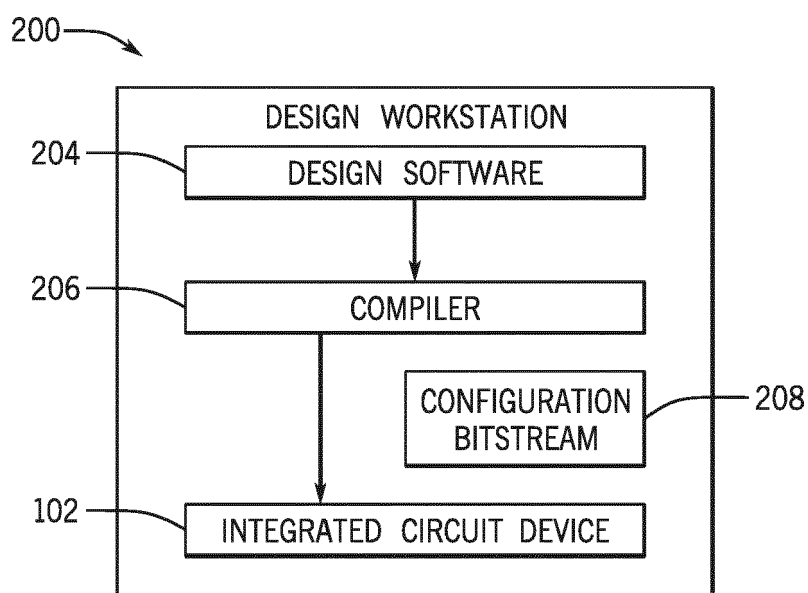 200
DESIGN WORKSTATION
204
DESIGN SOFTWARE
206
COMPILER
CONFIGURATION
BITSTREAM
208
102
INTEGRATED CIRCUIT DEVICE